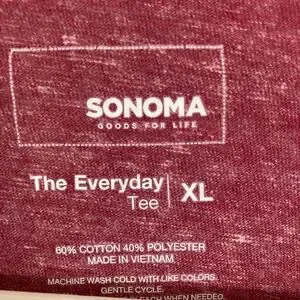 SONOMA
GOODS FOR LIFE
The Everyday
Tee
XL
60% COTTON 40% POLYESTER
MADE IN VIETNAM
MACHINE WASH COLD WITH LIKE COLORS
GENTLE CYCLE
BLEACH WHEN NEEDED